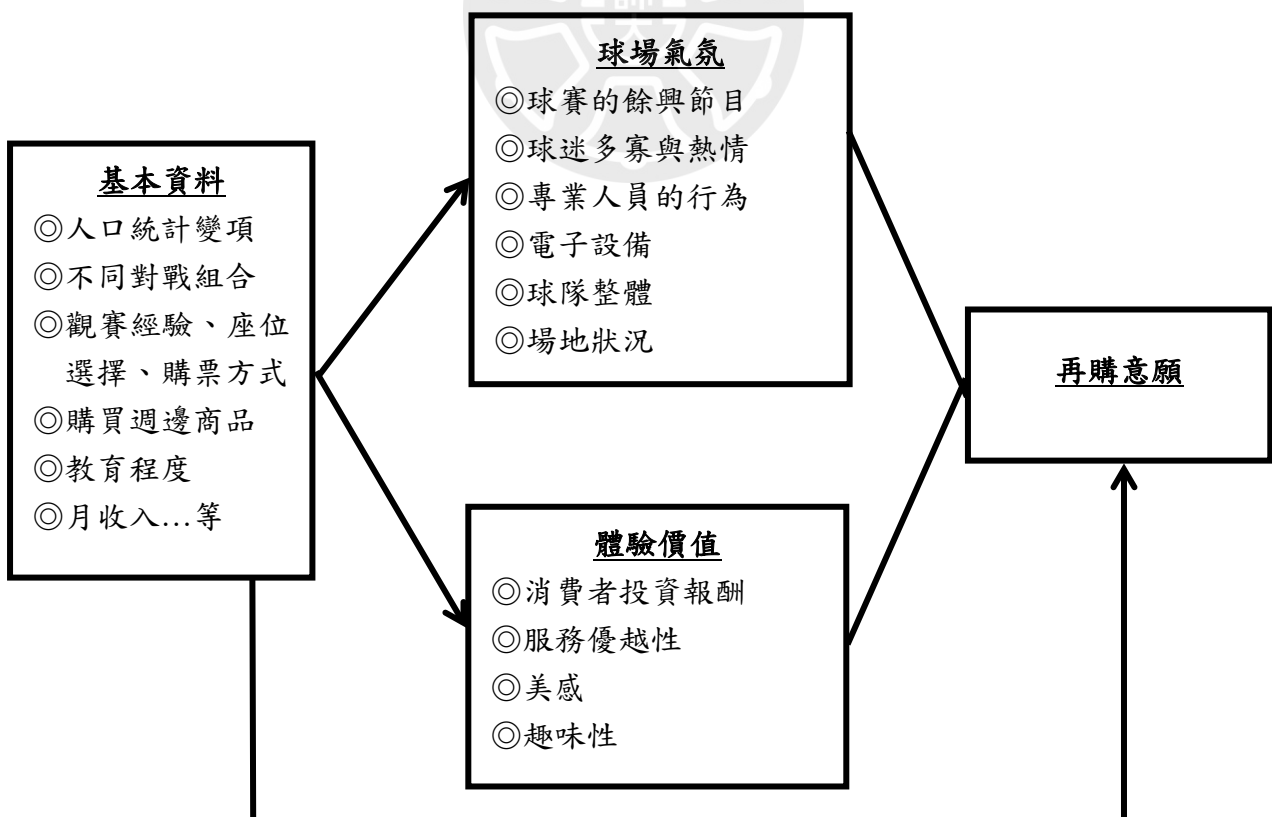 基本資料
◎人口統計變項
◎不同對戰組合
◎觀賽經驗、座位
選擇、購票方式
◎購買週邊商品
◎教育程度
◎月收入…等
球場氣氛
◎球賽的餘興節目
◎球迷多寡與熱情
◎專業人員的行為
◎電子設備
◎球隊整體
◎場地狀況
體驗價值
◎消費者投資報酬
◎服務優越性
◎美感
◎趣味性
再購意願